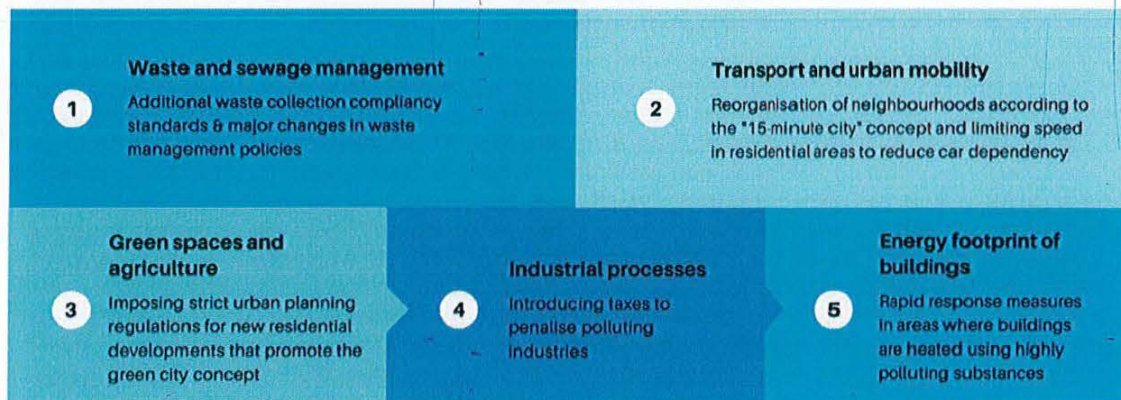 Waste and sewage management
1
Additional waste collection compliancy
standards & major changes in waste
management policies
Transport and urban mobility
2
Reorganisation of neighbourhoods according to
the "15-minute city" concept and limiting speed
in residential areas to reduce car dependency
Green spaces and
agriculture
3
Imposing strict urban planning
regulations for new residential
developments that promote the
green city concept
Industrial processes
4
Introducing taxes to
penalise polluting
industries
Energy footprint of
buildings
5
Rapid response measures
in areas where buildings
are heated using highly
polluting substances